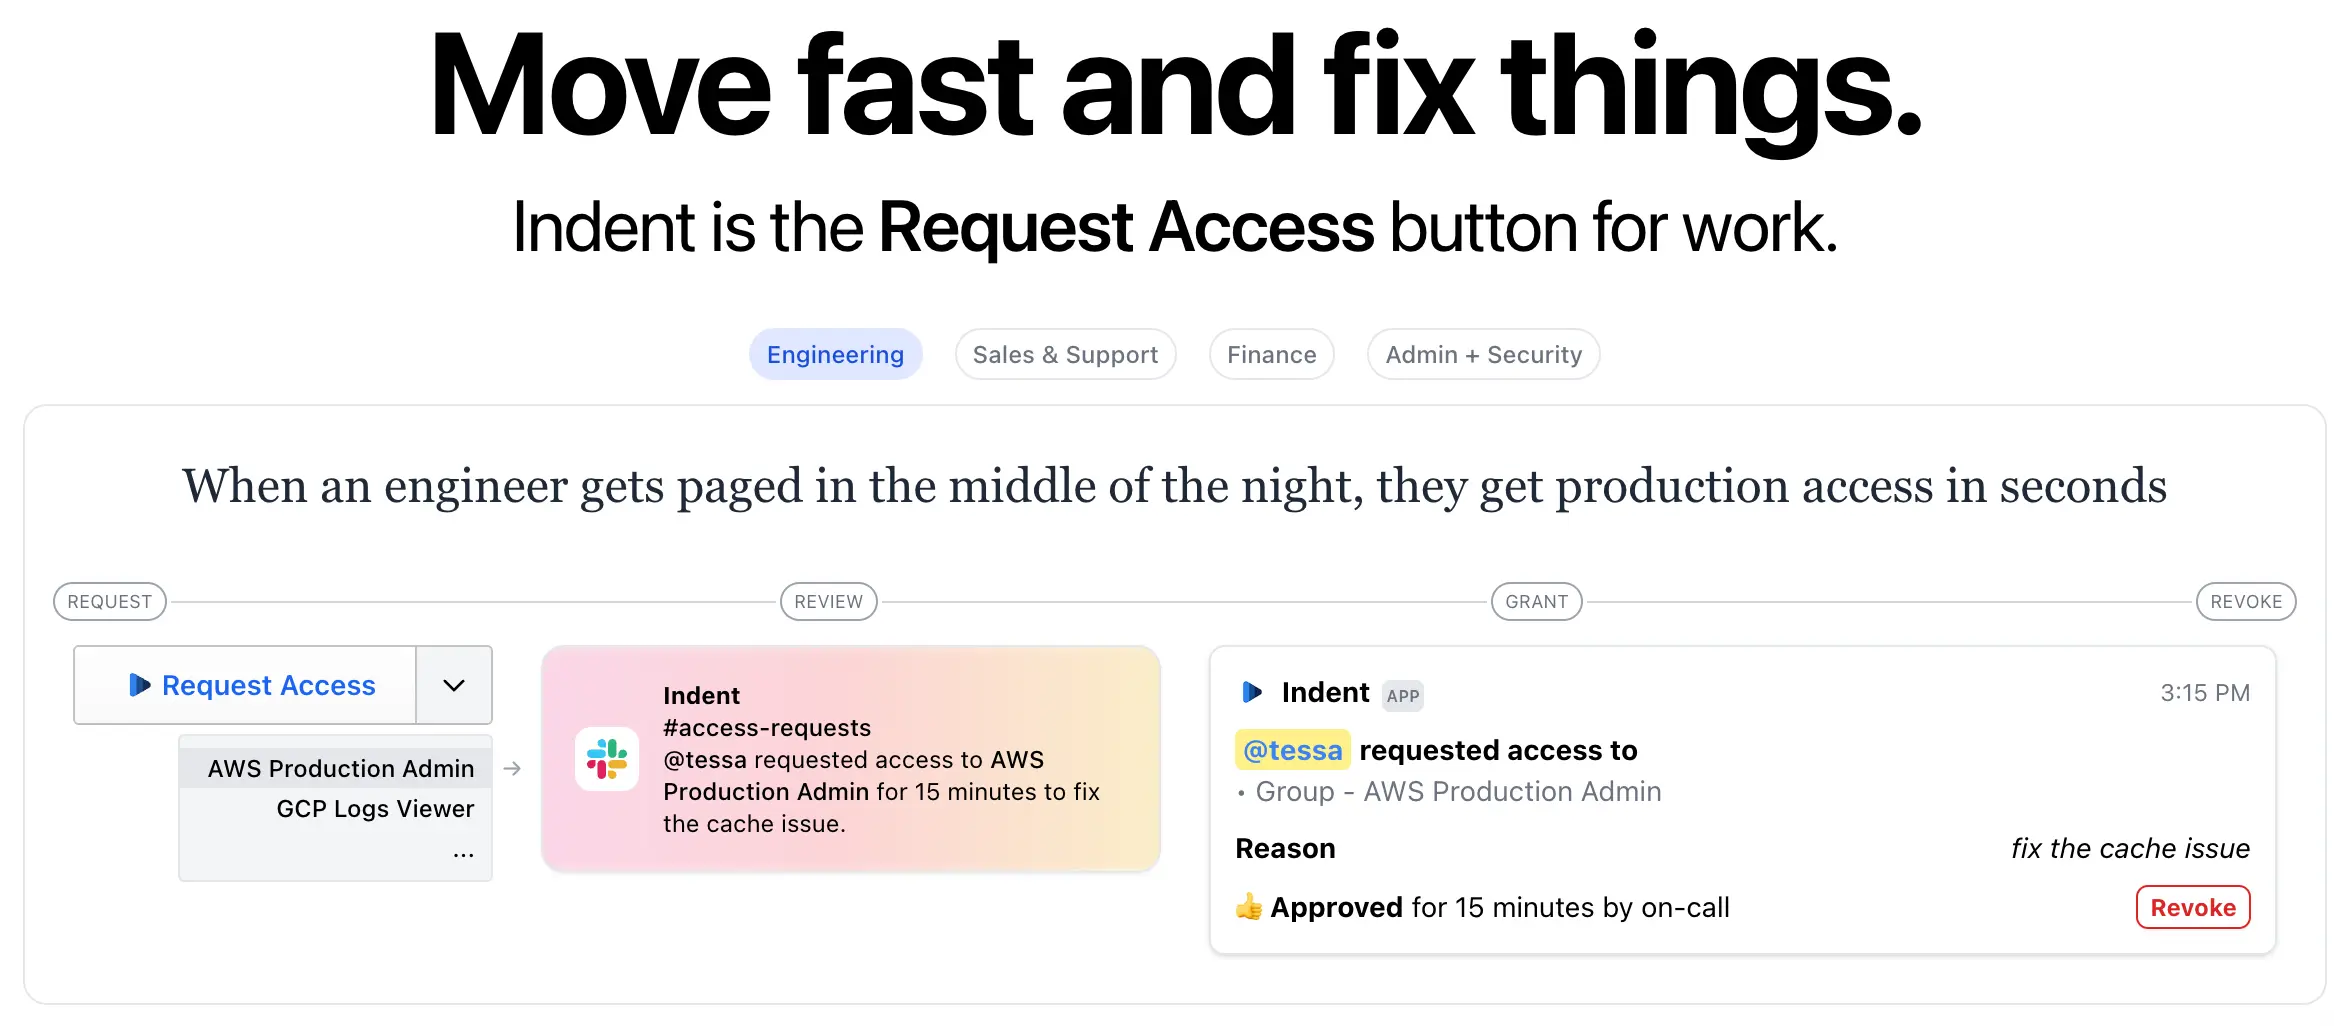 Move fast and fix things.
Indent is the Request Access button for work.
Engineering
Sales & Support
Finance
Admin + Security
When an engineer gets paged in the middle of the night, they get production access in seconds
REQUEST
REVIEW
GRANT
REVOKE
Request Access
AWS Production Admin
GCP Logs Viewer
...
Indent
#access-requests
@tessa requested access to AWS
Production Admin for 15 minutes to fix
the cache issue.
Indent APP
3:15 PM
@tessa requested access to
• Group - AWS Production Admin
Reason
fix the cache issue
👍 Approved for 15 minutes by on-call
Revoke